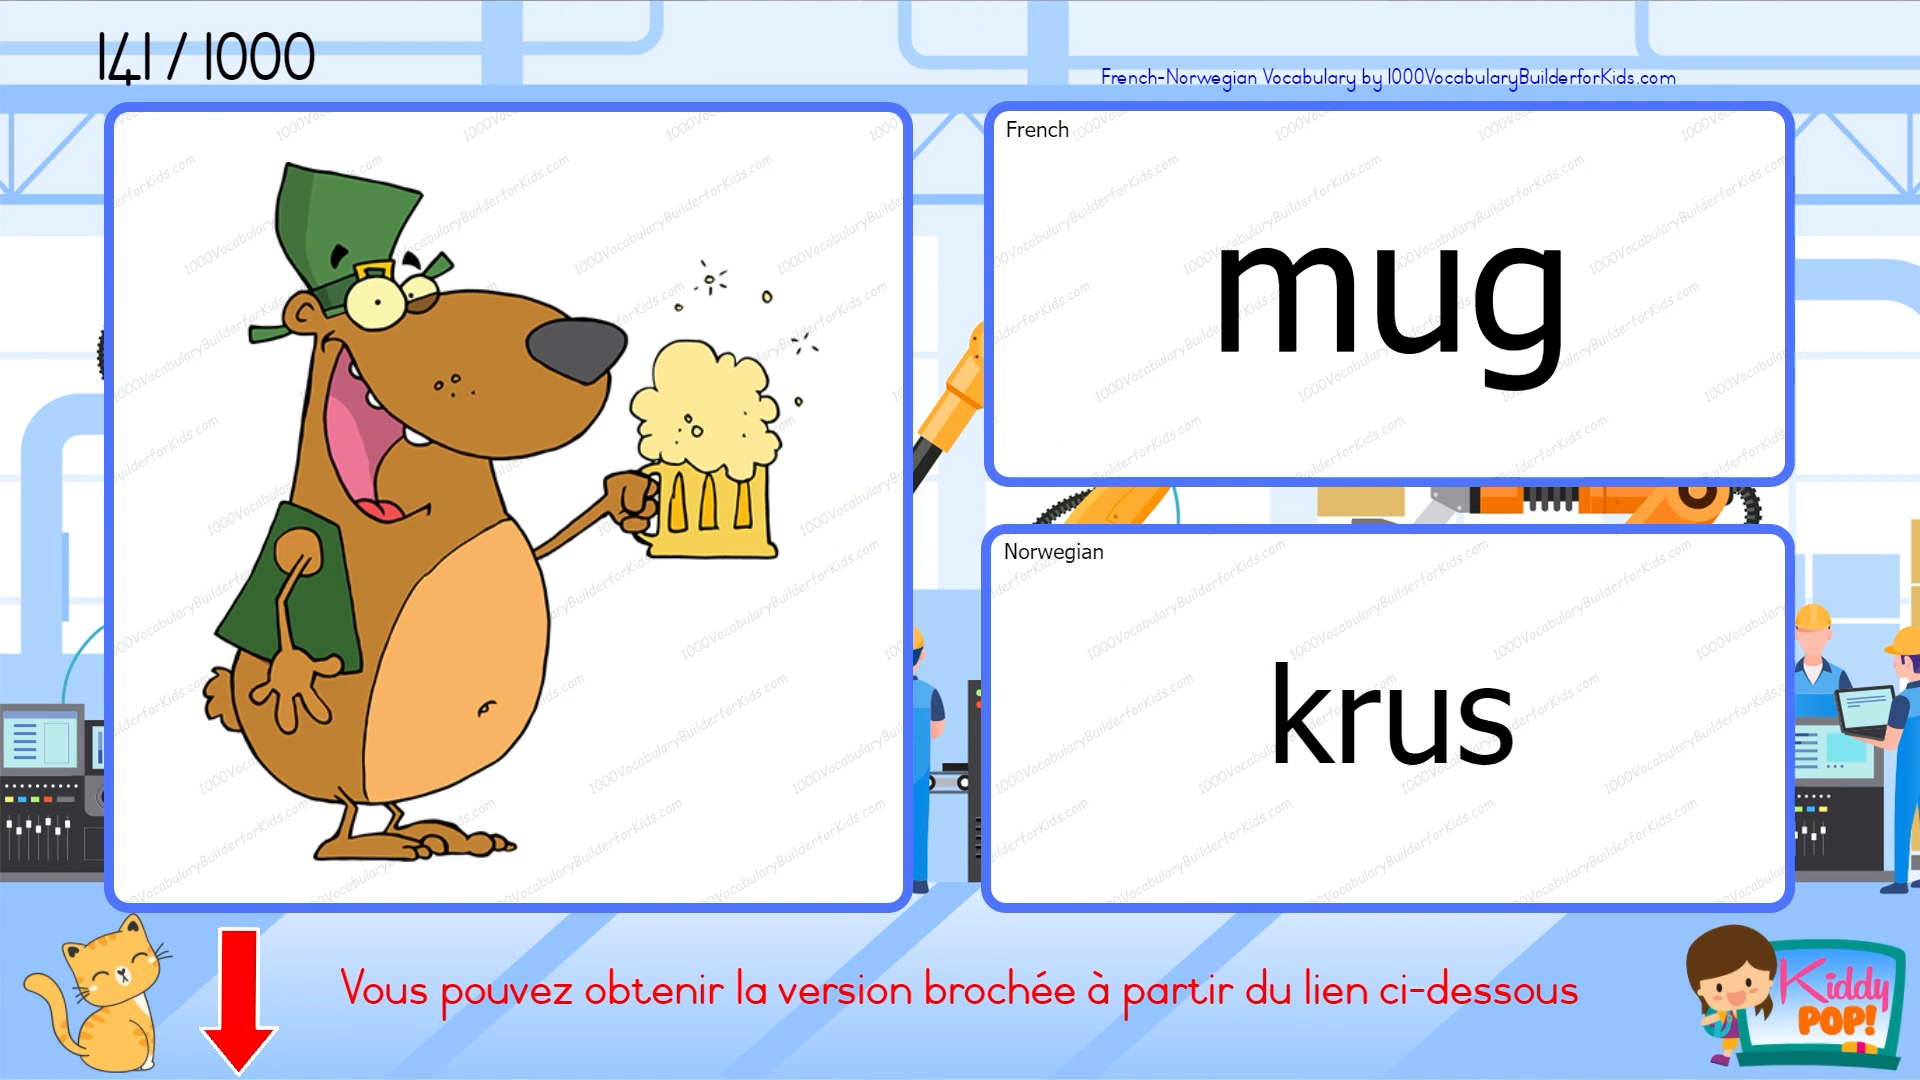 141 / 1000
French-Norwegian Vocabulary by 1000VocabularyBuilderforKids.com
French
mug
Norwegian
krus
Vous pouvez obtenir la version brochée à partir du lien ci-dessous
Kiddy
POP!